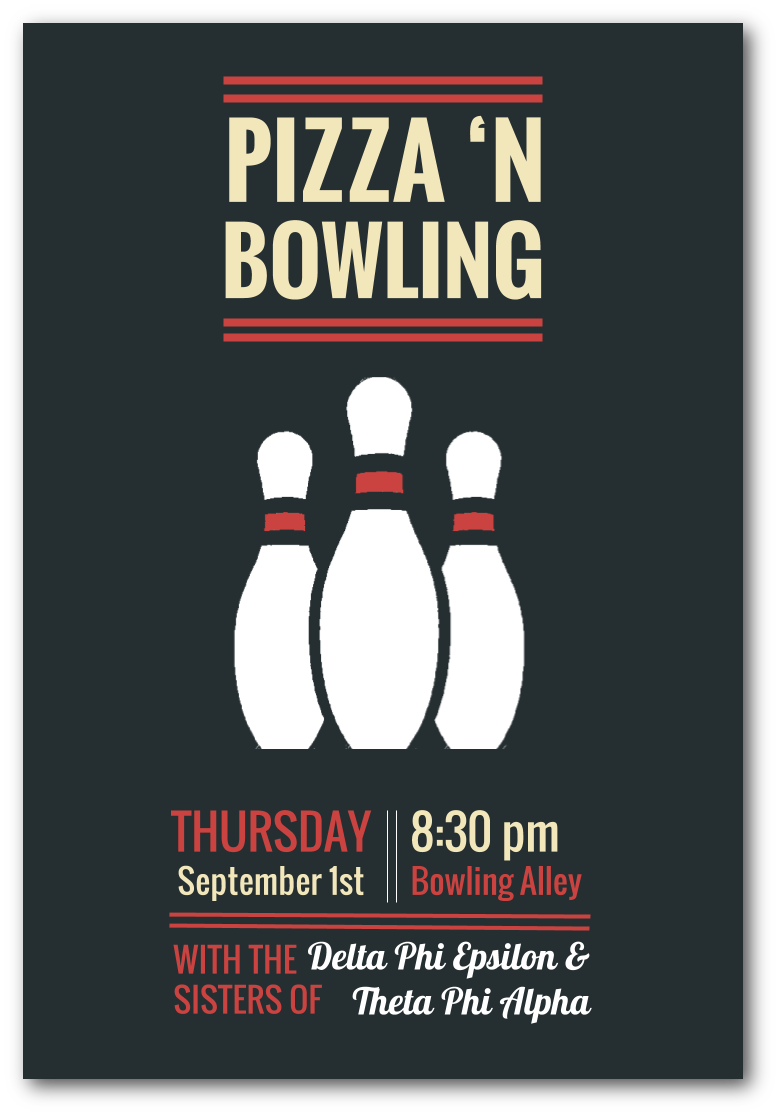 PIZZA ‘N
BOWLING
THURSDAY
September 1st
8:30 pm
Bowling Alley
WITH THE Delta Phi Epsilon &
SISTERS OF Theta Phi Alpha